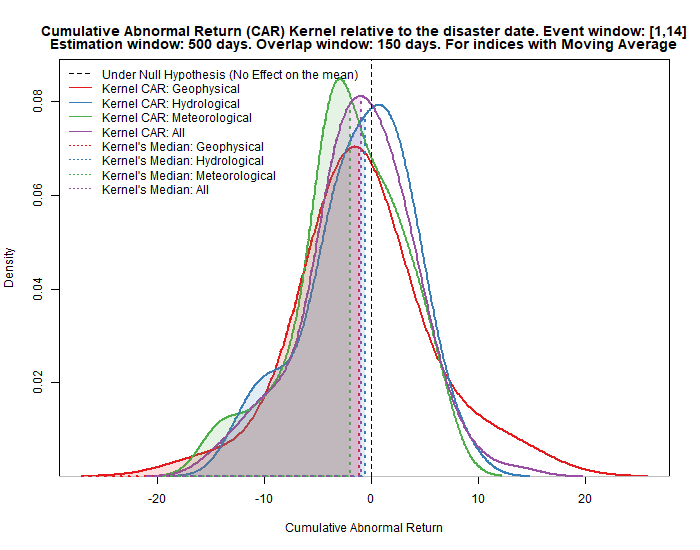 Cumulative Abnormal Return (CAR) Kernel relative to the disaster date. Event window: [1,14]
Estimation window: 500 days. Overlap window: 150 days. For indices with Moving Average
Under Null Hypothesis (No Effect on the mean)
Kernel CAR: Geophysical
Kernel CAR: Hydrological
Kernel CAR: Meteorological
Kernel CAR: All
Kernel's Median: Geophysical
Kernel's Median: Hydrological
Kernel's Median: Meteorological
Kernel's Median: All
Density
0.08
0.06
0.04
0.02
-20 -10 0 10 20
Cumulative Abnormal Return